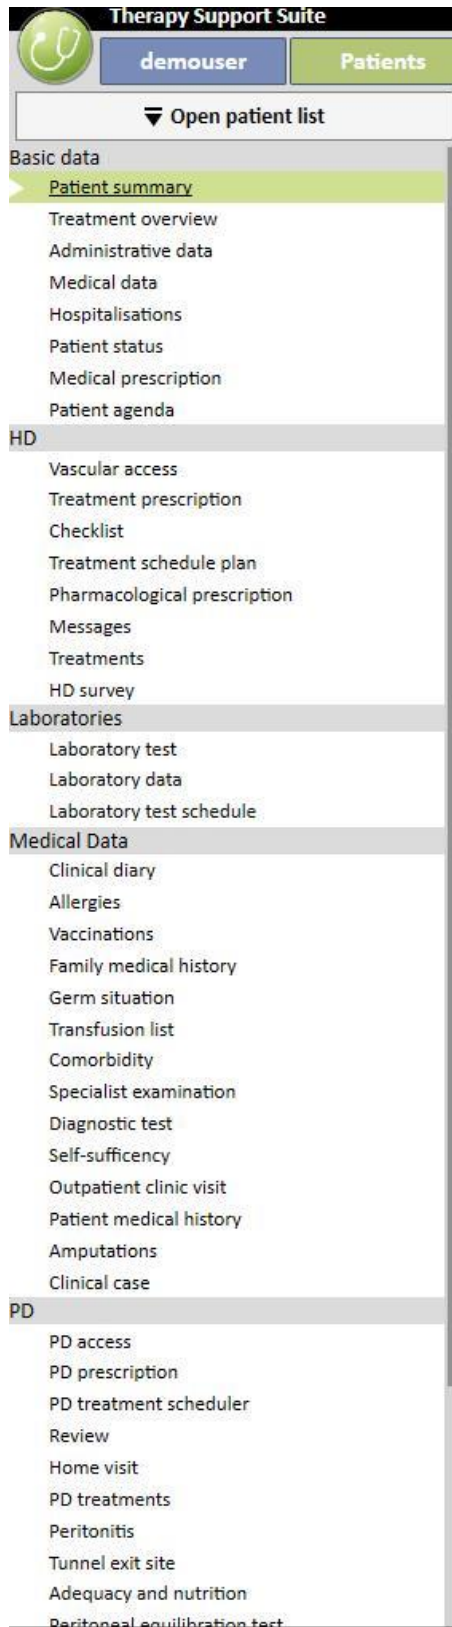 Therapy Support Suite
demouser
Patients
Open patient list
Basic data
Patient summary
Treatment overview
Administrative data
Medical data
Hospitalisations
Patient status
Medical prescription
Patient agenda
HD
Vascular access
Treatment prescription
Checklist
Treatment schedule plan
Pharmacological prescription
Messages
Treatments
HD survey
Laboratories
Laboratory test
Laboratory data
Laboratory test schedule
Medical Data
Clinical diary
Allergies
Vaccinations
Family medical history
Germ situation
Transfusion list
Comorbidity
Specialist examination
Diagnostic test
Self-sufficency
Outpatient clinic visit
Patient medical history
Amputations
Clinical case
PD
PD access
PD prescription
PD treatment scheduler
Review
Home visit
PD treatments
Peritonitis
Tunnel exit site
Adequacy and nutrition
Peritoneal equilibration test